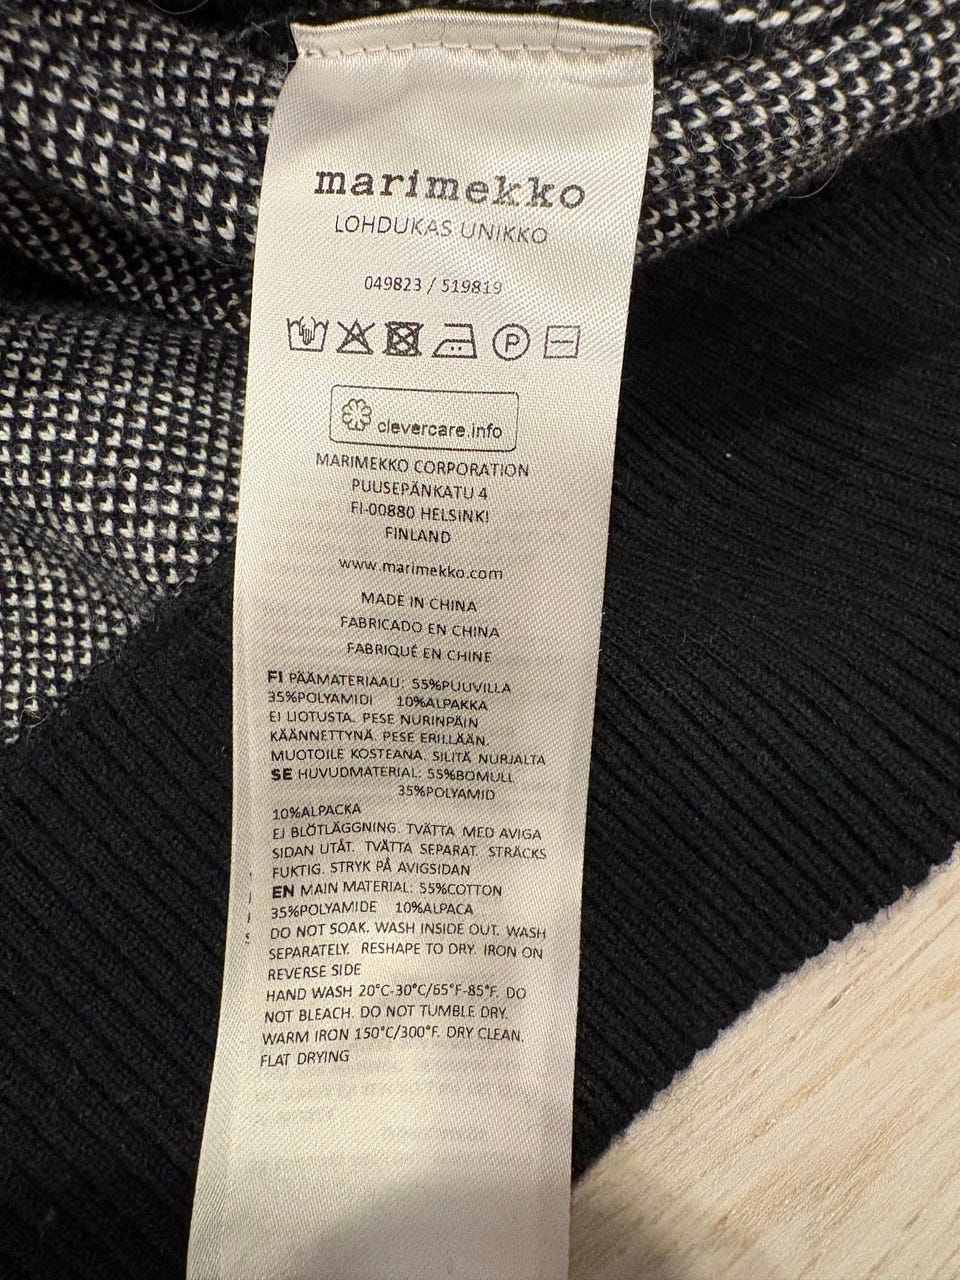 marimekko
LOHDUKAS UNIKKO
049823 / 519819
P
clevercare.info
MARIMEKKO CORPORATION
PUUSEPÄNKATU 4
FI-00880 HELSINKI
FINLAND
www.marimekko.com
MADE IN CHINA
FABRICADO EN CHINA
FABRIQUÉ EN CHINE
FI PÄÄMATERIAALI: 55%PUUVILLA
35%POLYAMIDI 10%ALPAKKA
EI LIOTUSTA. PESE NURINPÄIN
KÄÄNNETTYNÄ. PESE ERILLÄÄN.
MUOTOILE KOSTEANA. SILITÄ NURJALTA
SE HUVUDMATERIAL: 55%BOMULL
35%POLYAMID
10%ALPACKA
EJ BLÖTLÄGGNING. TVÄTTA MED AVIGA
SIDAN UTÅT. TVÄTTA SEPARAT. STRÄCKS
FUKTIG. STRYK PÅ AVIGSIDAN
EN MAIN MATERIAL: 55%COTTON
35%POLYAMIDE 10%ALPACA
DO NOT SOAK. WASH INSIDE OUT. WASH
SEPARATELY. RESHAPE TO DRY. IRON ON
REVERSE SIDE
HAND WASH 20°C-30°C/65°F-85°F. DO
NOT BLEACH. DO NOT TUMBLE DRY.
WARM IRON 150°C/300°F. DRY CLEAN.
FLAT DRYING